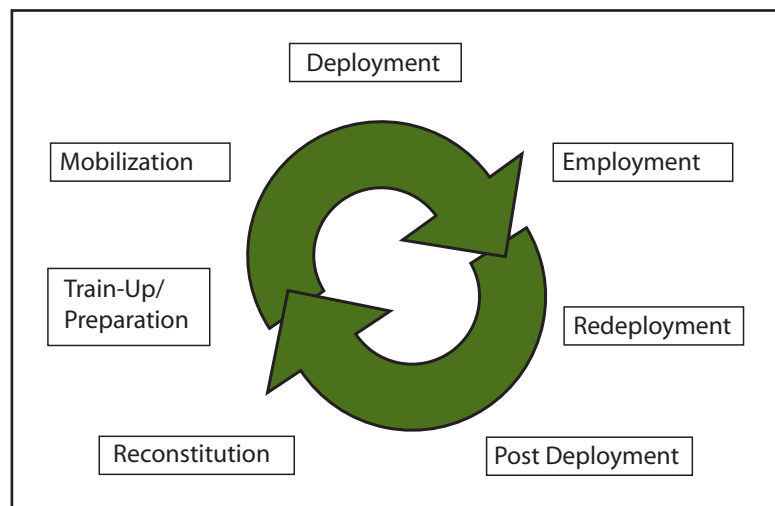 Deployment
Mobilization
Employment
Train-Up/
Preparation
Redeployment
Reconstitution
Post Deployment